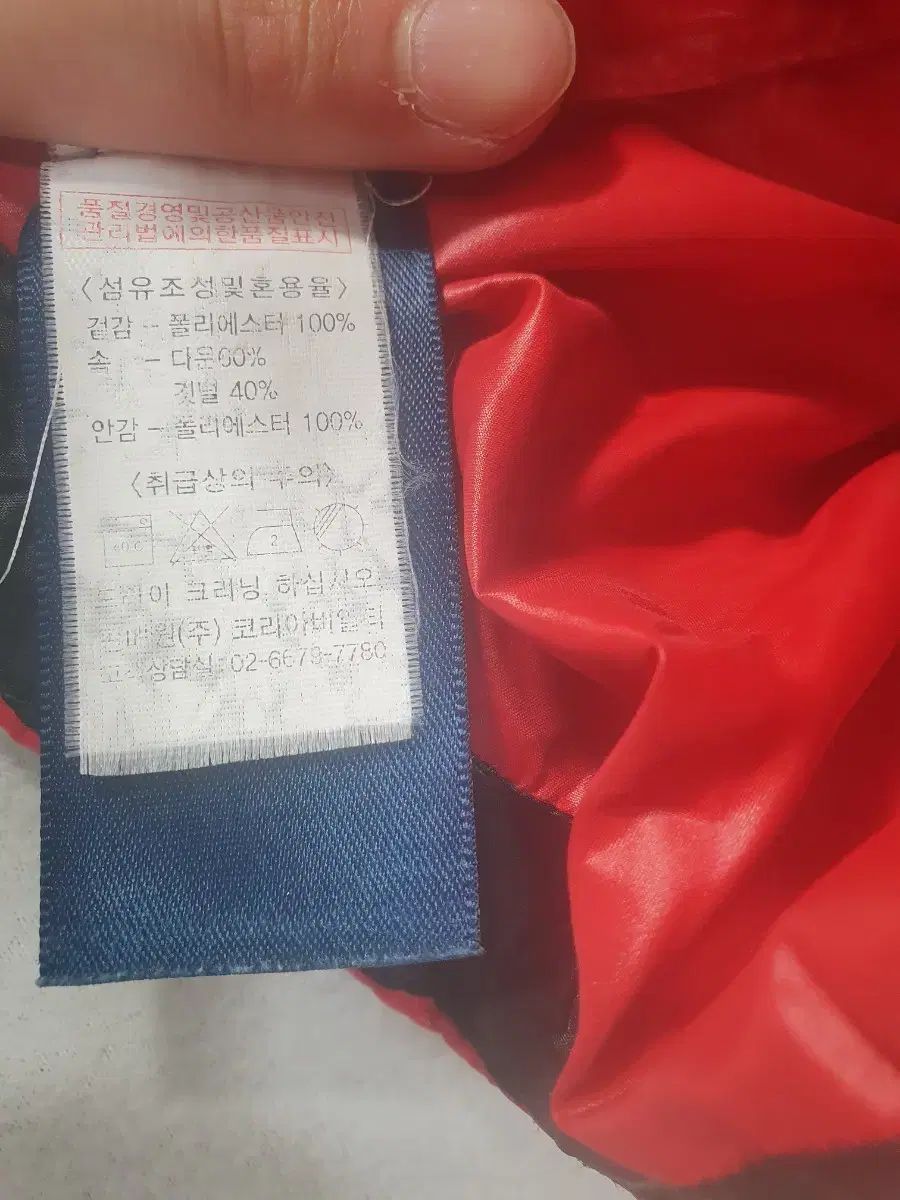 품질경영및공산품안전
관리법에의한품질표시
<섬유조성및혼용율>
겉감 - 폴리에스터 100%
솜 - 다운60%
깃털 40%
안감 - 폴리에스터 100%
<취급상의 주의>
2
드라이 크리닝 하십시오
판매원(주) 코리아비엘티
고객상담실:02-6678-7780